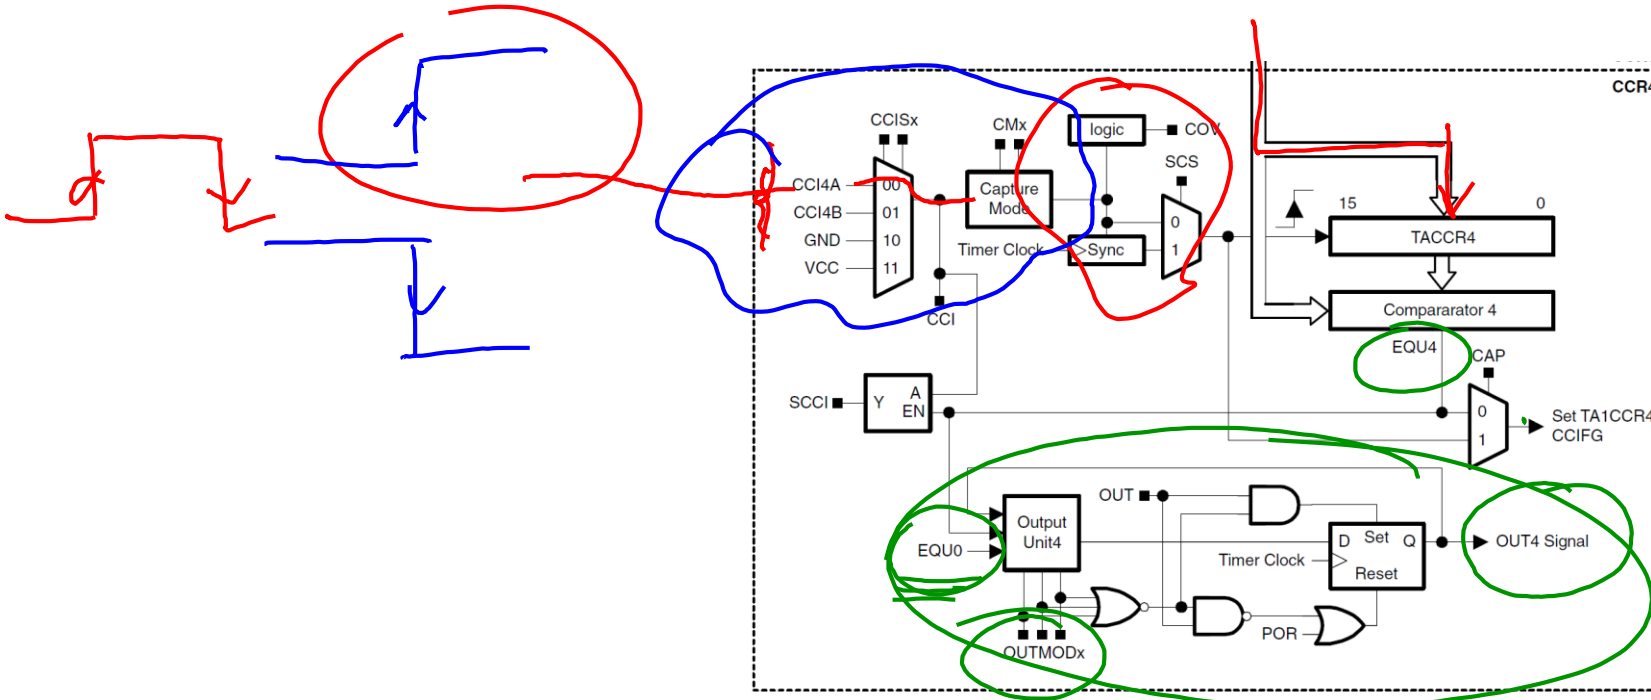 CCR4
CCISx
CMx
logic
COV
SCS
CCI4A
00
Capture
Mode
15
0
CCI4B
01
0
TACCR4
GND
10
Timer Clock
Sync
1
VCC
11
CCI
Compararator 4
EQU4
CAP
SCCI
Y
A
EN
0
Set TA1CCR4
CCIFG
1
OUT
Output
Unit4
EQU0
D
Set
Q
OUT4 Signal
Timer Clock
Reset
POR
OUTMODx